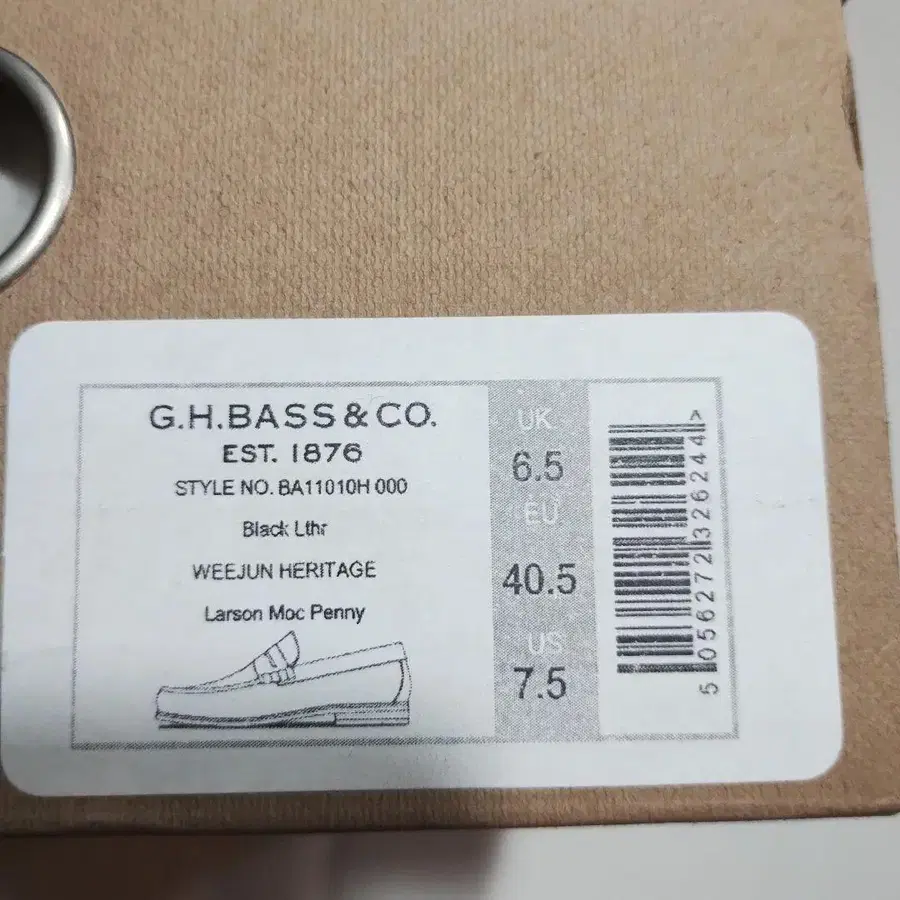 G.H.BASS & CO.
EST. 1876
STYLE NO. BA11010H 000
Black Lthr
WEEJUN HERITAGE
Larson Moc Penny
UK
6.5
EU
40.5
US
7.5
5 056272 326244 >